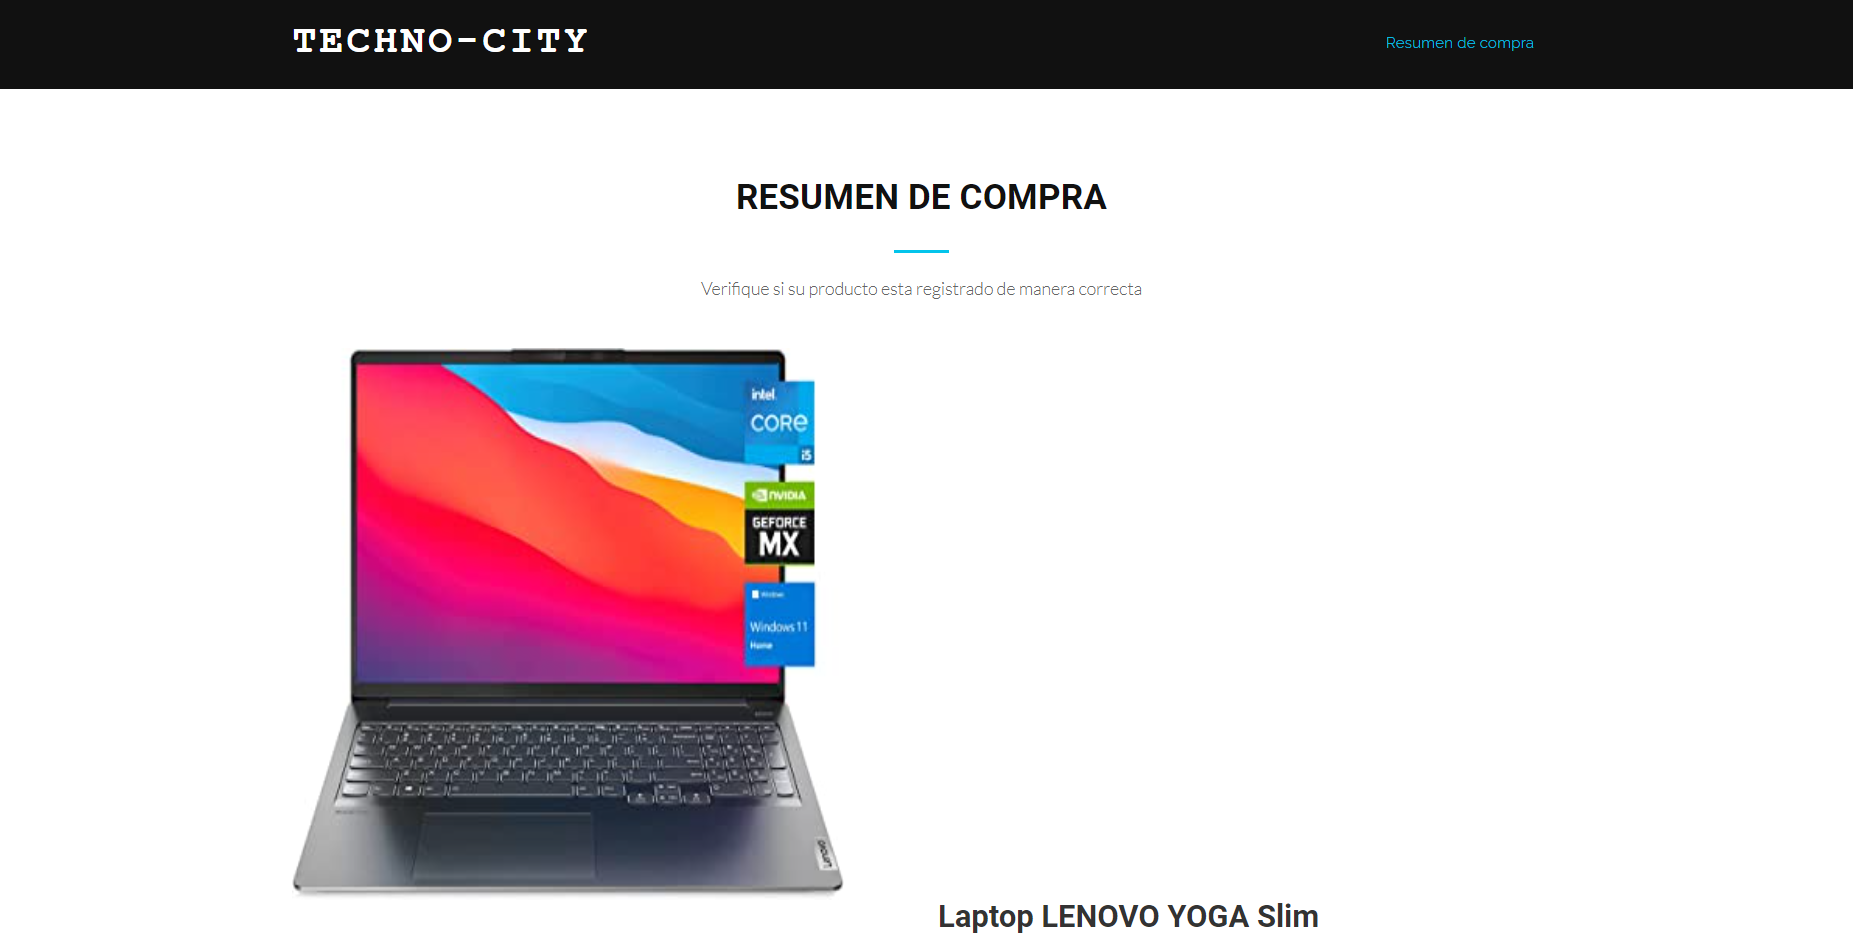 TECHNO-CITY
Resumen de compra
RESUMEN DE COMPRA
Verifique si su producto esta registrado de manera correcta
intel
CORE
i5
NVIDIA
GEFORCE
MX
Windows
Windows 11
Home
Lenovo
Laptop LENOVO YOGA Slim